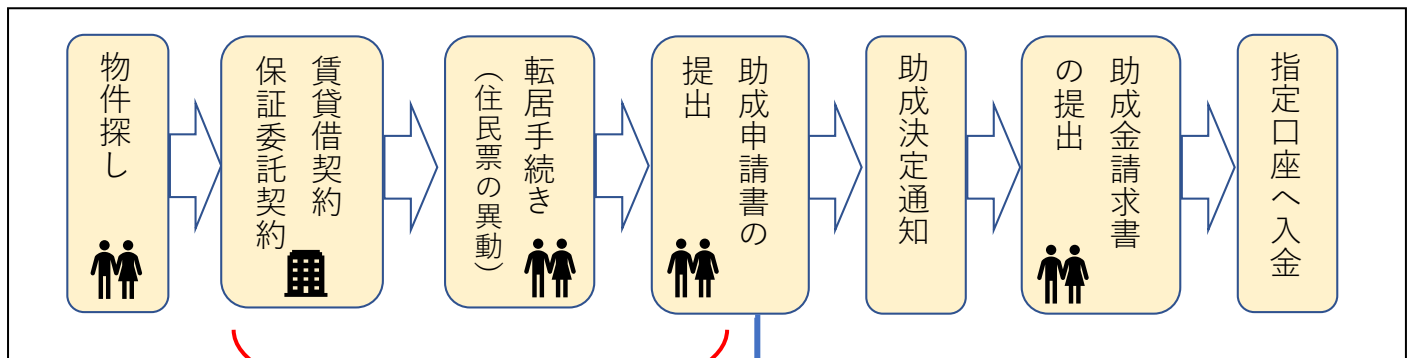 物件探し
賃貸借契約
保証委託契約
転居手続き
（住民票の異動）
助成申請書の
提出
助成決定通知
助成金請求書
の提出
指定口座へ入金